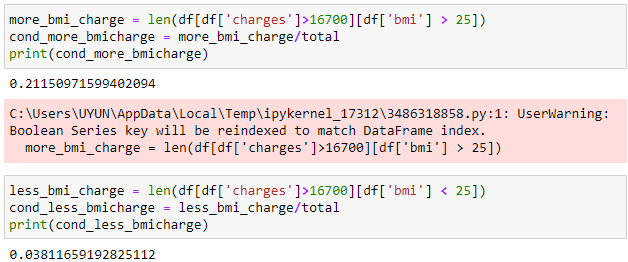 more_bmi_charge = len(df[df['charges']>16700][df['bmi'] > 25])
cond_more_bmicharge = more_bmi_charge/total
print(cond_more_bmicharge)
0.21150971599402094
C:\Users\UYUN\AppData\Local\Temp\ipykernel_17312\3486318858.py:1: UserWarning:
Boolean Series key will be reindexed to match DataFrame index.
  more_bmi_charge = len(df[df['charges']>16700][df['bmi'] > 25])
less_bmi_charge = len(df[df['charges']>16700][df['bmi'] < 25])
cond_less_bmicharge = less_bmi_charge/total
print(cond_less_bmicharge)
0.03811659192825112